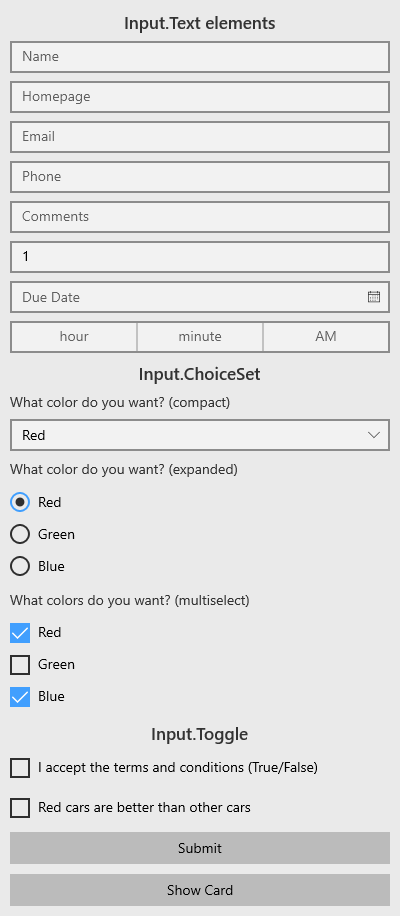 Input.Text elements
Name
Homepage
Email
Phone
Comments
1
Due Date
hour minute AM
Input.ChoiceSet
What color do you want? (compact)
Red
What color do you want? (expanded)
Red
Green
Blue
What colors do you want? (multiselect)
Red
Green
Blue
Input.Toggle
I accept the terms and conditions (True/False)
Red cars are better than other cars
Submit
Show Card